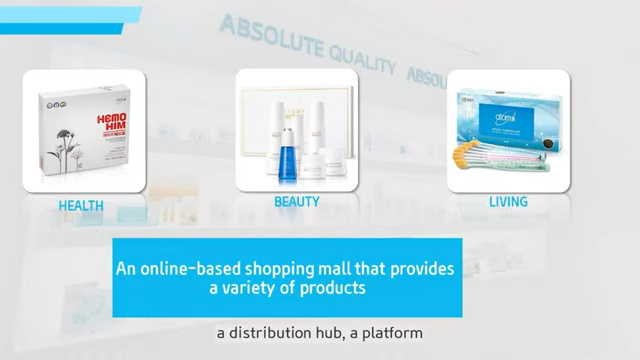 ABSOLUTE QUALITY ABSOLU
HEMO
HIM
atomi
HEALTH
BEAUTY
LIVING
An online-based shopping mall that provides
a variety of products
a distribution hub, a platform